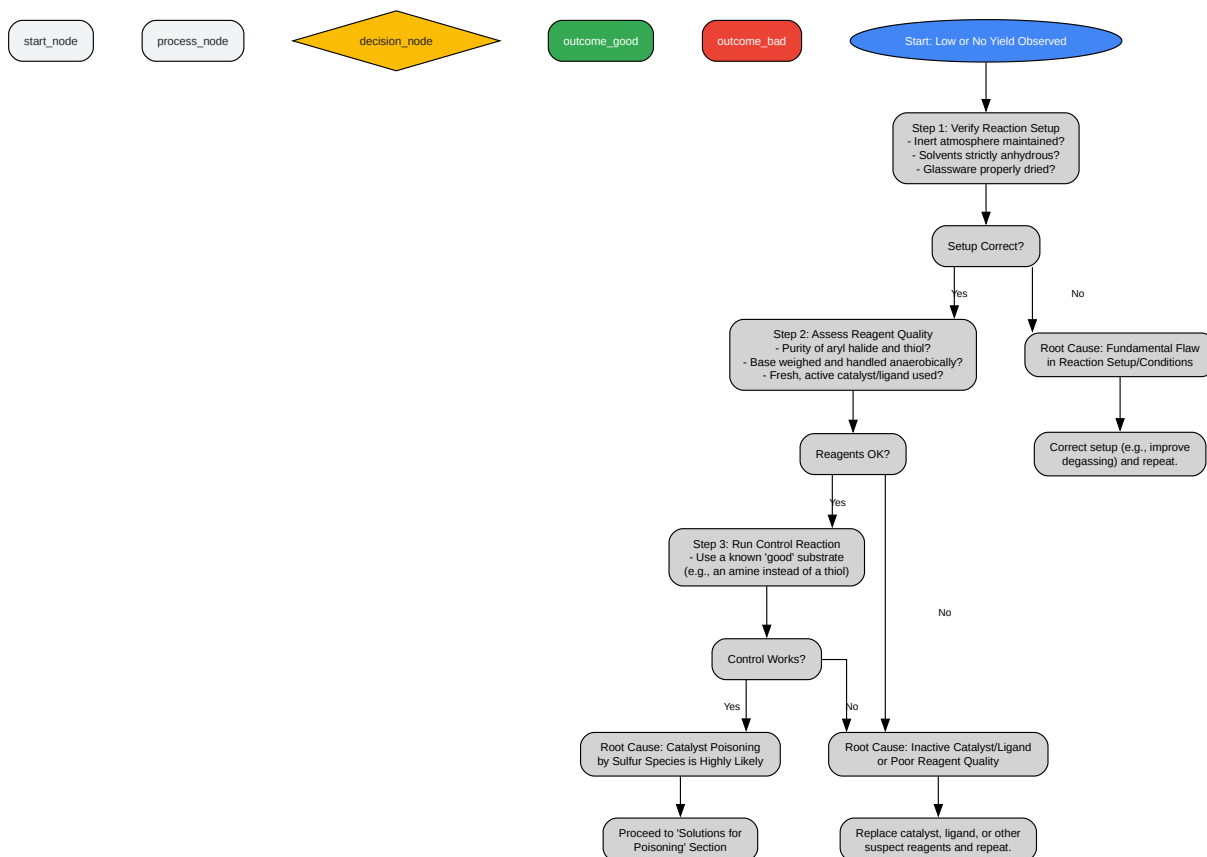 start_node
process_node
decision_node
outcome_good
outcome_bad
Start: Low or No Yield Observed
Step 1: Verify Reaction Setup
- Inert atmosphere maintained?
- Solvents strictly anhydrous?
- Glassware properly dried?
Setup Correct?
Yes
No
Step 2: Assess Reagent Quality
- Purity of aryl halide and thiol?
- Base weighed and handled anaerobically?
- Fresh, active catalyst/ligand used?
Root Cause: Fundamental Flaw
in Reaction Setup/Conditions
Reagents OK?
Correct setup (e.g., improve
degassing) and repeat.
Yes
Step 3: Run Control Reaction
- Use a known 'good' substrate
(e.g., an amine instead of a thiol)
No
Control Works?
Yes
No
Root Cause: Catalyst Poisoning
by Sulfur Species is Highly Likely
Root Cause: Inactive Catalyst/Ligand
or Poor Reagent Quality
Proceed to 'Solutions for
Poisoning' Section
Replace catalyst, ligand, or other
suspect reagents and repeat.